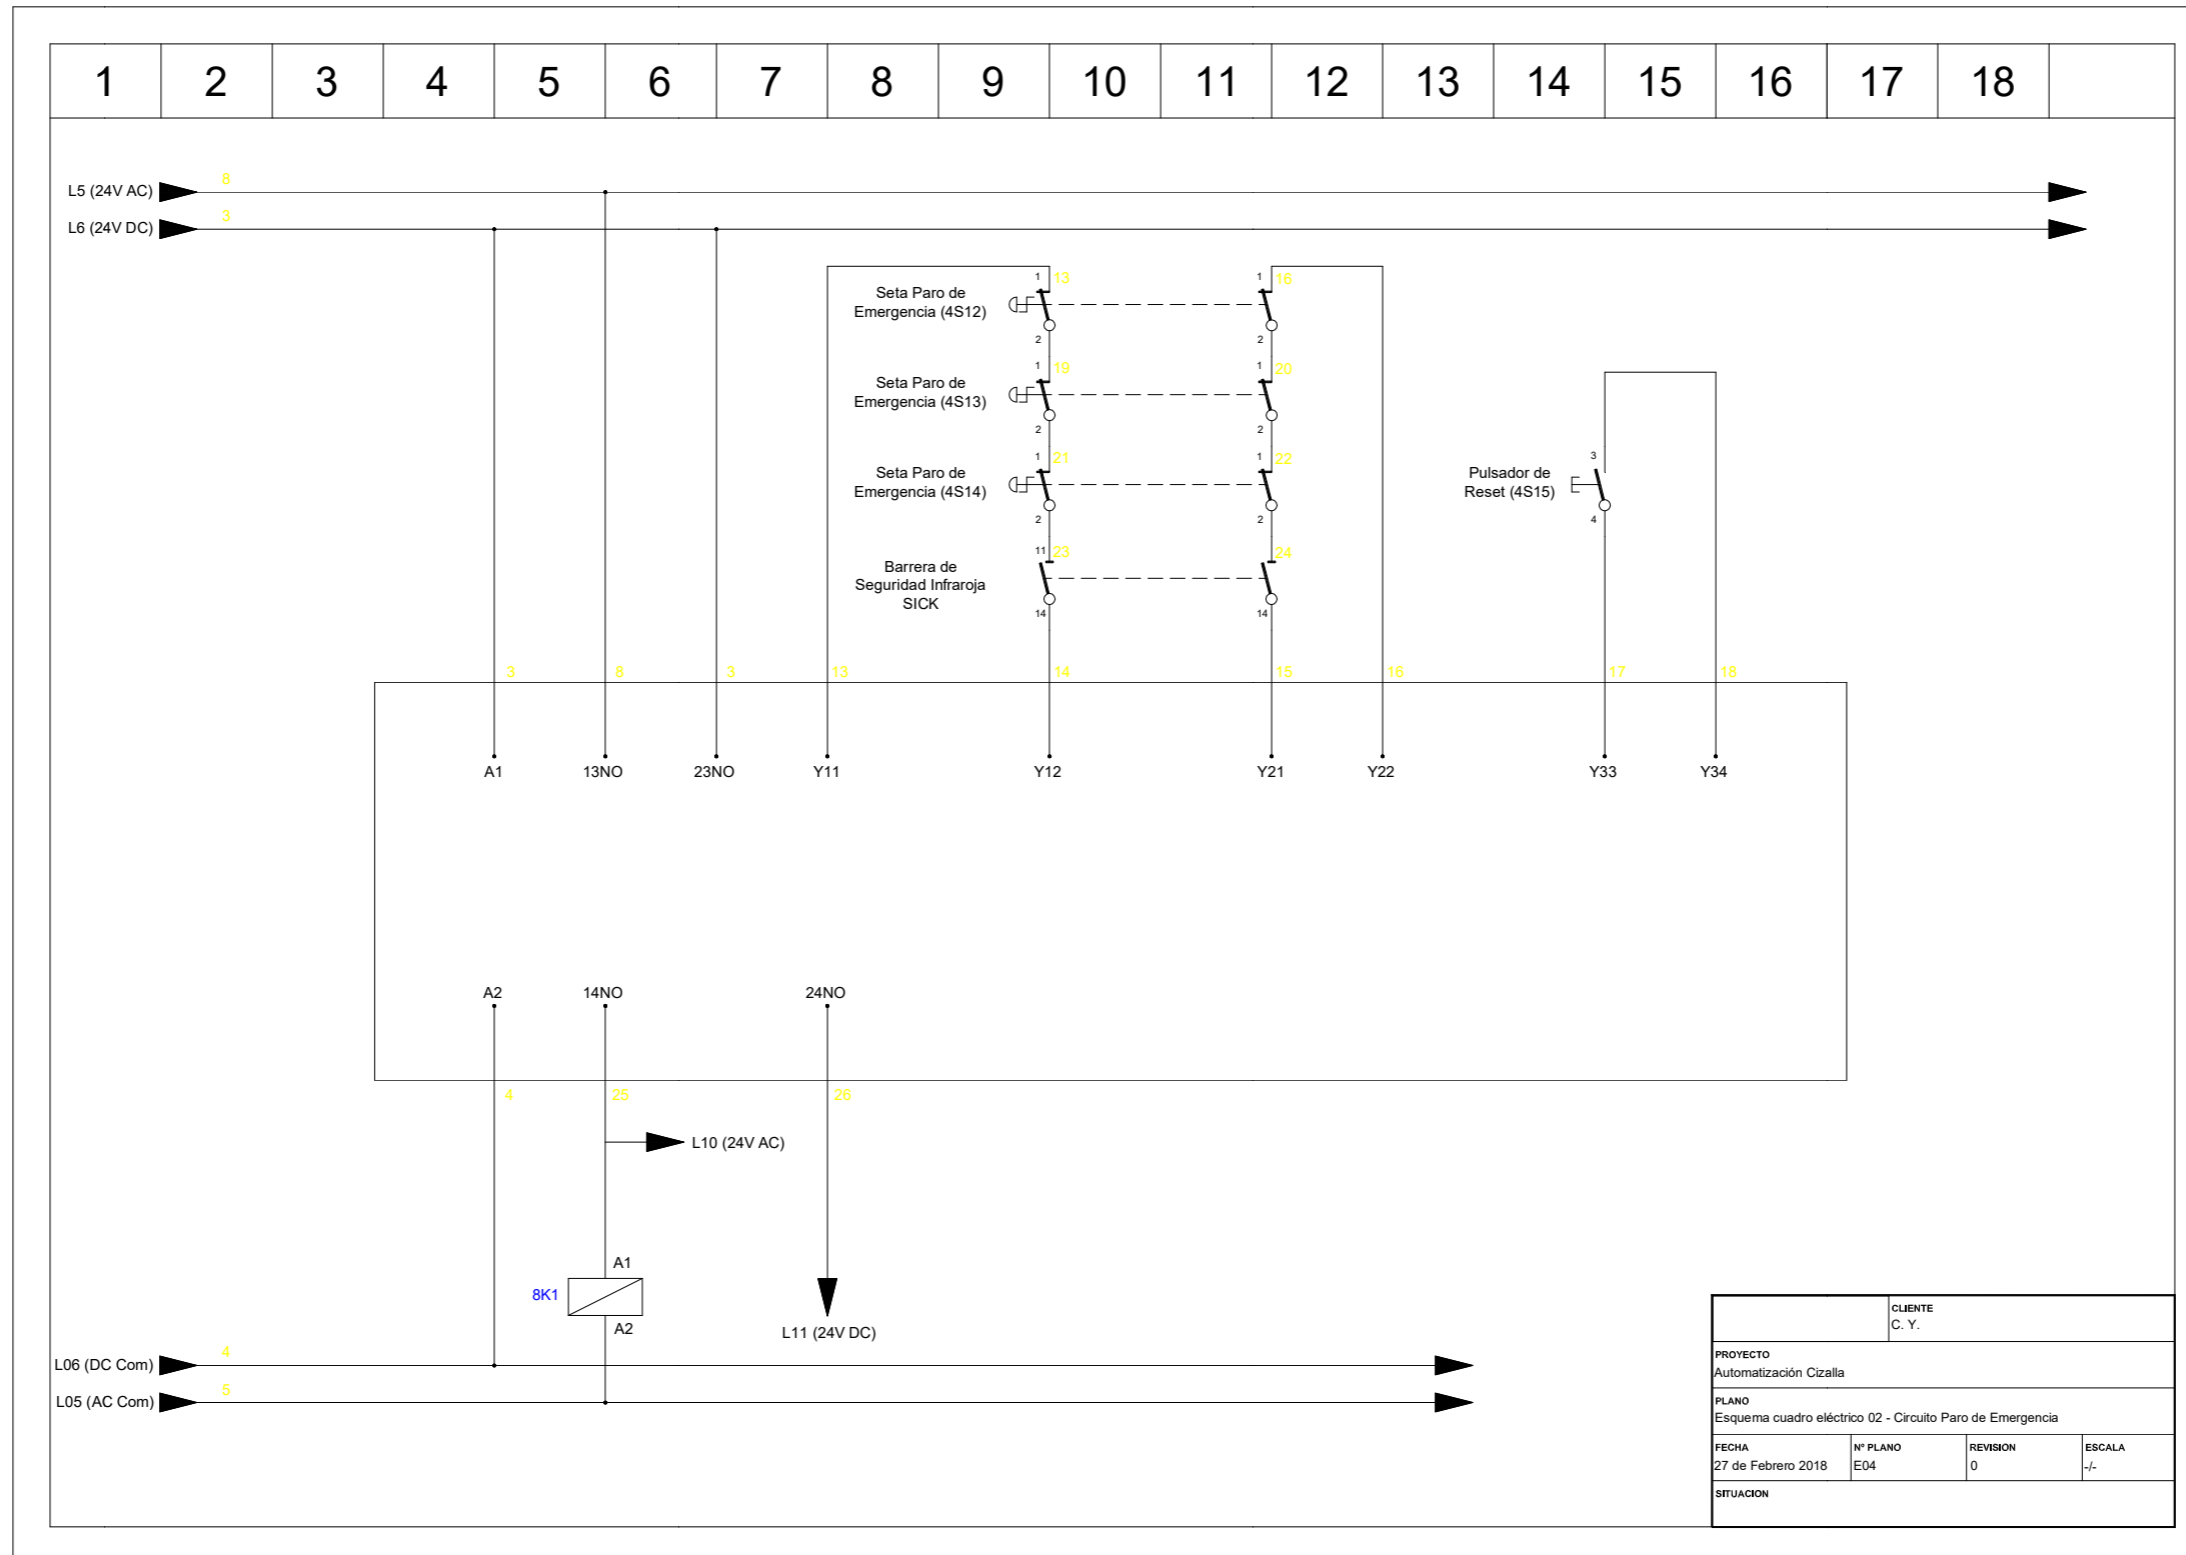 1 2 3 4 5 6 7 8 9 10 11 12 13 14 15 16 17 18
8
L5 (24V AC)
3
L6 (24V DC)
1 13 1 16
Seta Paro de
Emergencia (4S12)
2 2
1 19 1 20
Seta Paro de
Emergencia (4S13)
2 2
1 21 1 22
3
Seta Paro de
Emergencia (4S14)
Pulsador de
Reset (4S15)
2 2 4
11 23 24
Barrera de
Seguridad Infraroja
SICK
14 14
3 8 3 13 14 15 16 17 18
A1 13NO 23NO Y11 Y12 Y21 Y22 Y33 Y34
A2 14NO 24NO
4 25 26
L10 (24V AC)
A1
8K1
A2
L11 (24V DC)
4
L06 (DC Com)
5
L05 (AC Com)
CLIENTE
C. Y.
PROYECTO
Automatización Cizalla
PLANO
Esquema cuadro eléctrico 02 - Circuito Paro de Emergencia
FECHA Nº PLANO REVISION ESCALA
27 de Febrero 2018 E04 0 -/-
SITUACION